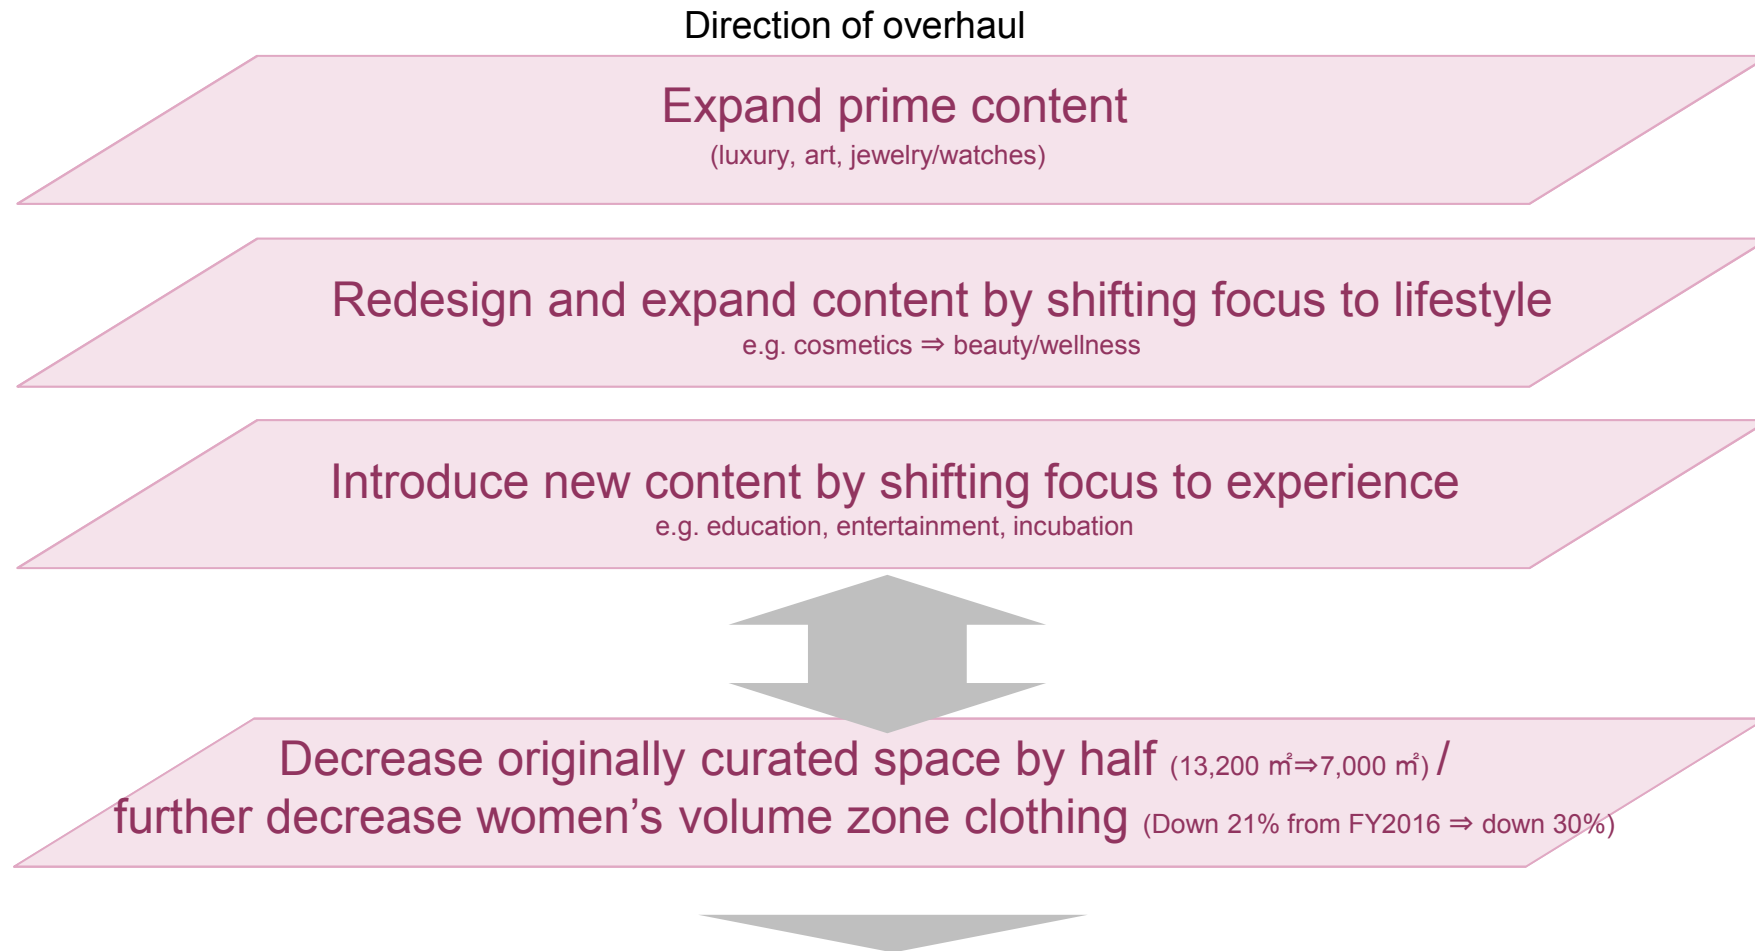 Direction of overhaul
Expand prime content
(luxury, art, jewelry/watches)
Redesign and expand content by shifting focus to lifestyle
e.g. cosmetics ⇒ beauty/wellness
Introduce new content by shifting focus to experience
e.g. education, entertainment, incubation
Decrease originally curated space by half (13,200 ㎡⇒7,000 ㎡) /
further decrease women’s volume zone clothing (Down 21% from FY2016 ⇒ down 30%)